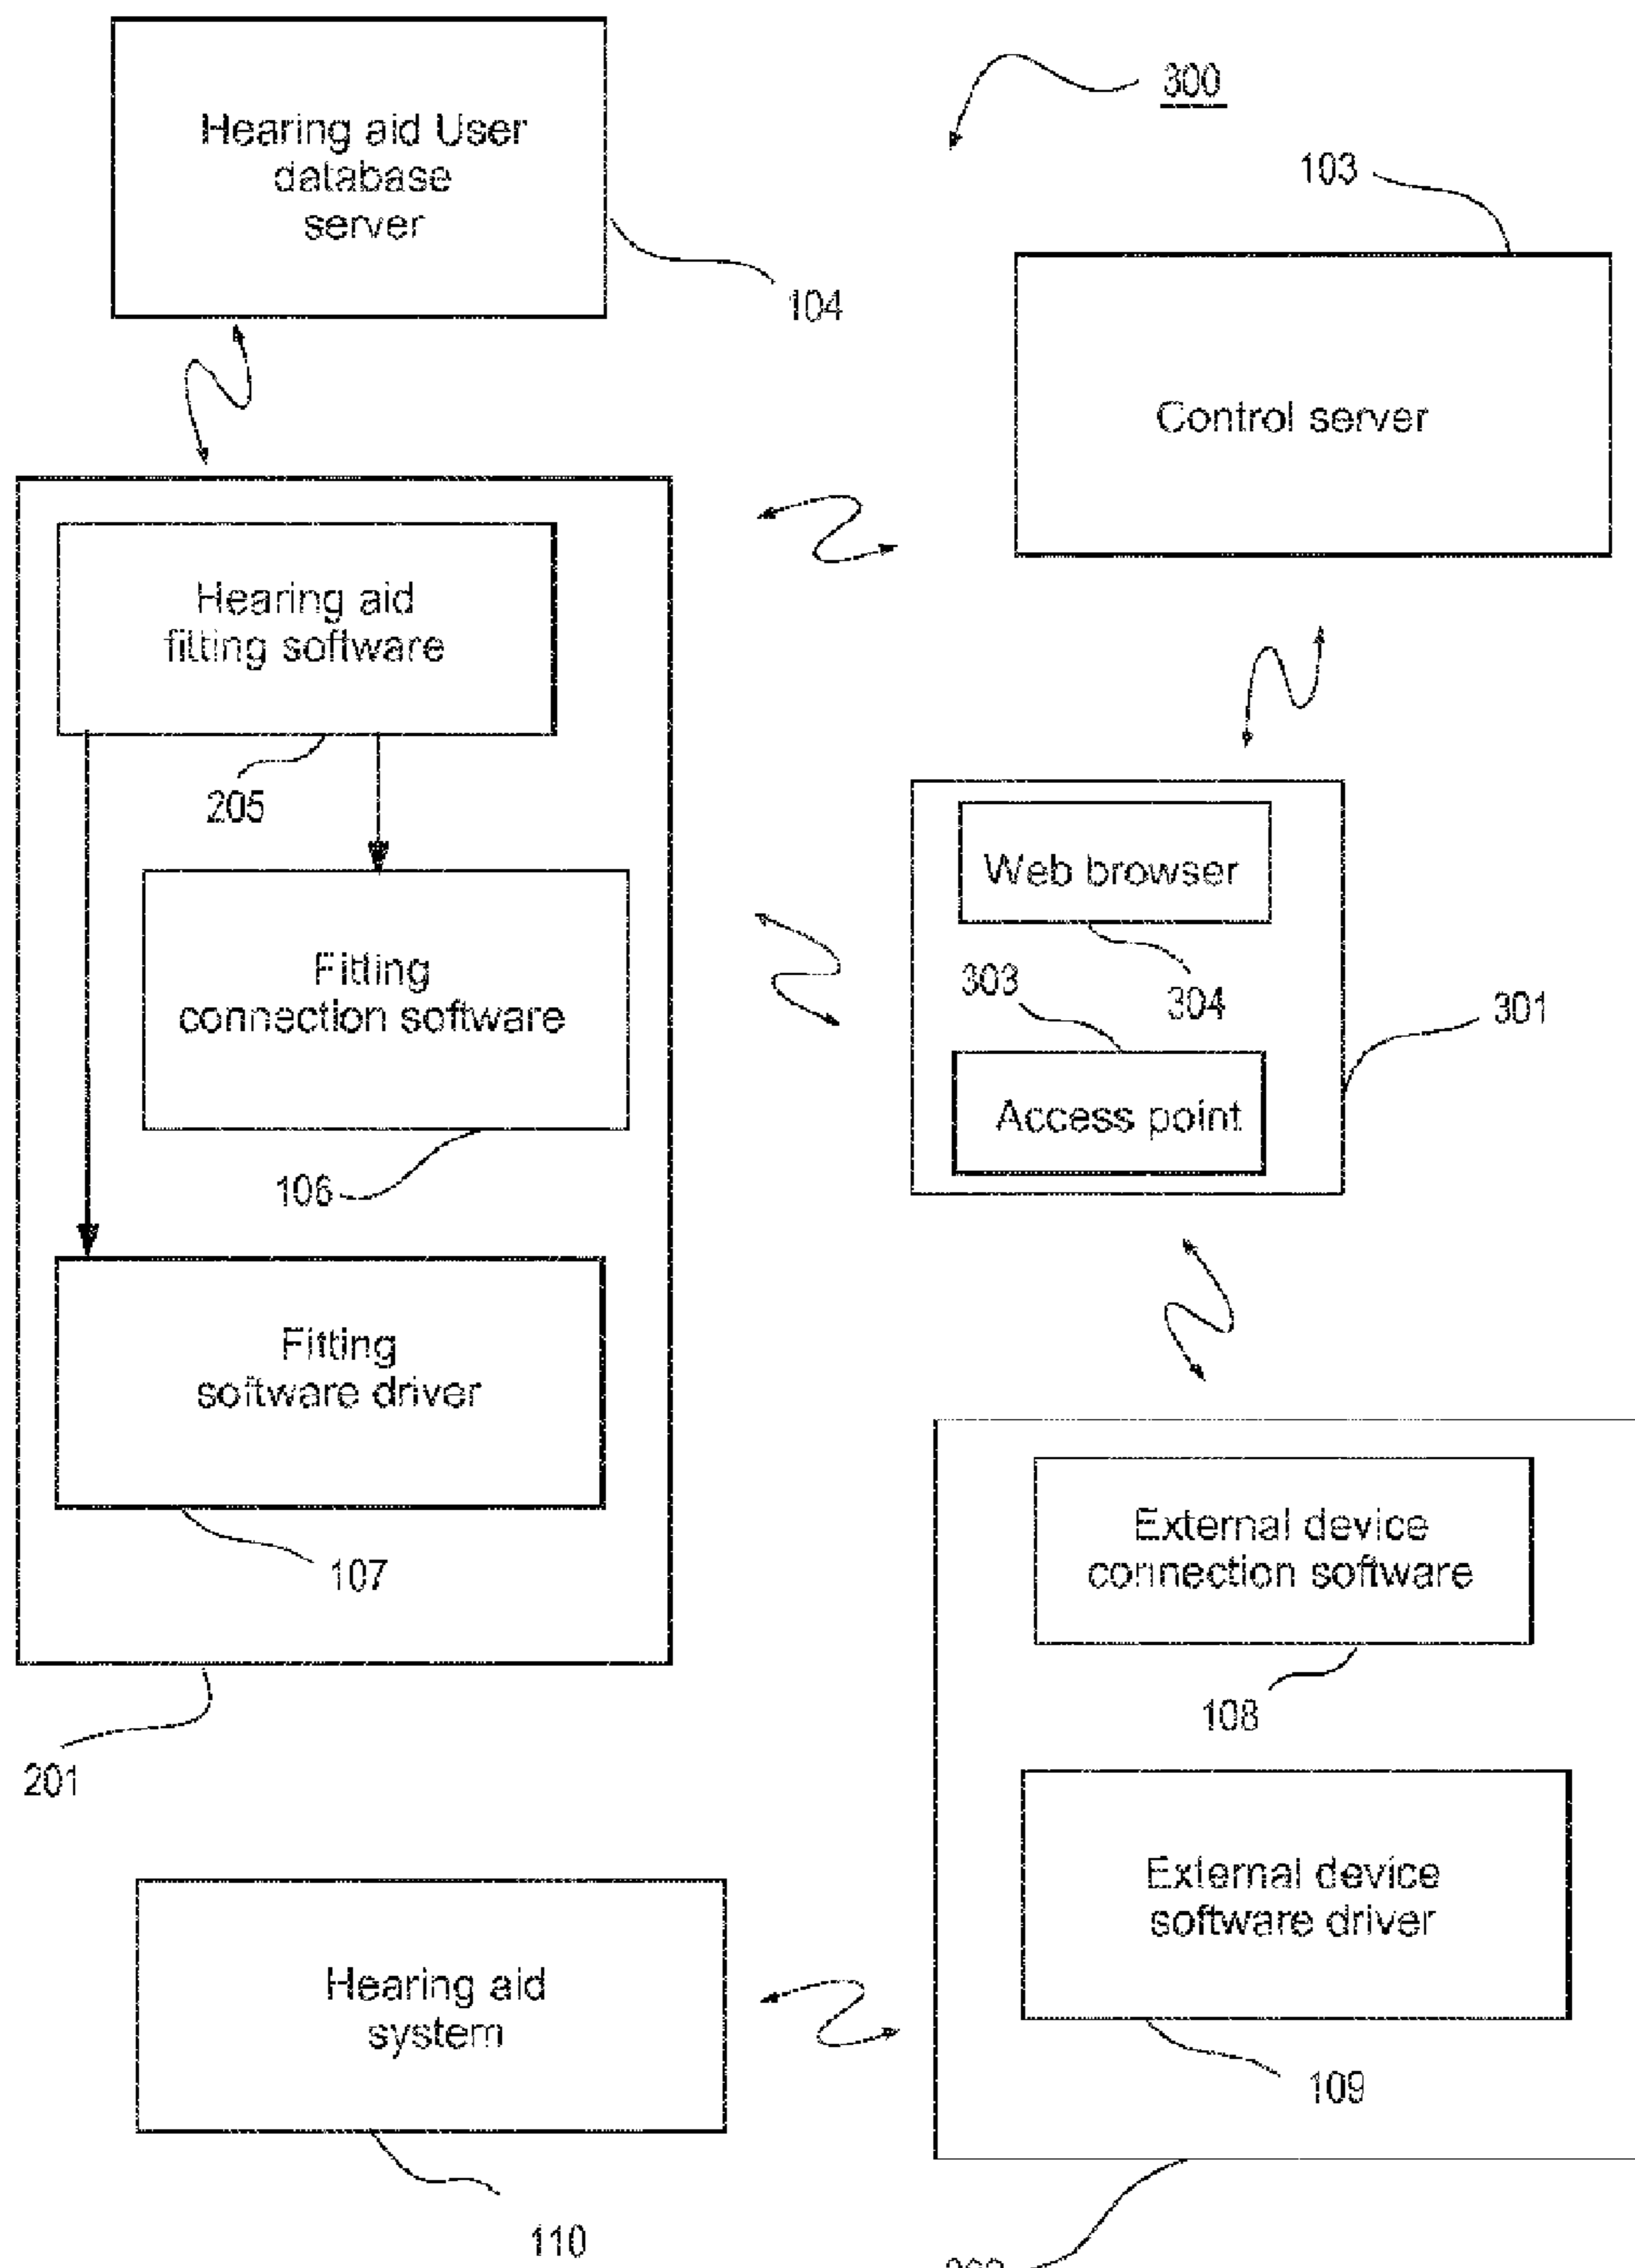 Hearing aid User
database
server
300
103
104
Control server
Hearing aid
fitting software
205
Web browser
304
303
301
Fitting
connection software
Access point
106
Fitting
software driver
107
External device
connection software
108
201
External device
software driver
Hearing aid
system
109
110